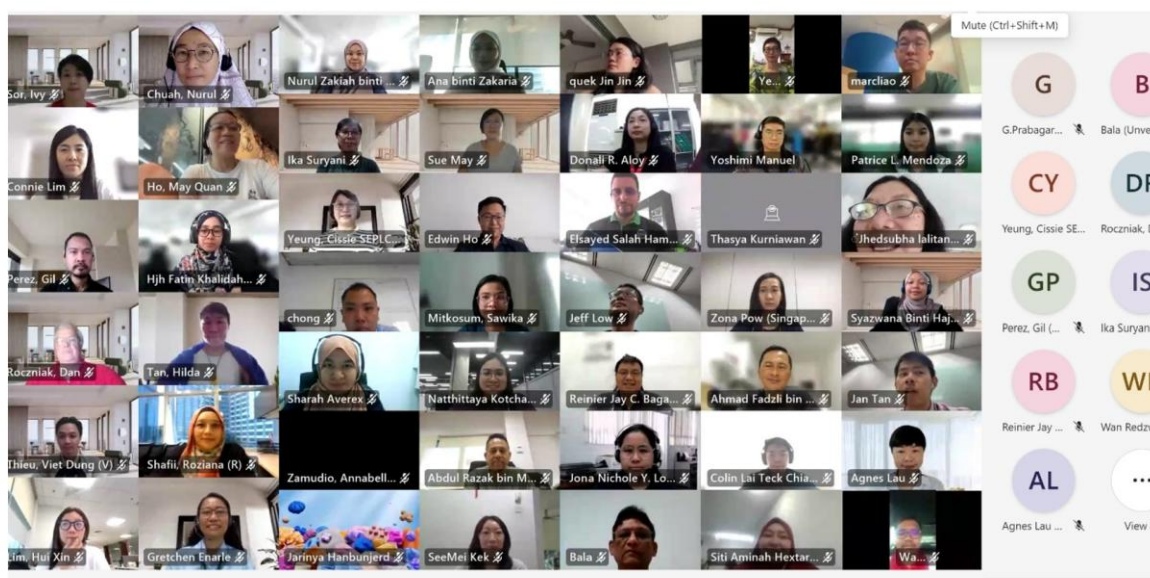 Mute (Ctrl+Shift+M)
Sor, Ivy
Chuah, Nurul
Nurul Zakiah binti ...
Ana binti Zakaria
quek Jin Jin
Ye...
marcliao
Connie Lim
Ho, May Quan
Ika Suryani
Sue May
Donali R. Aloy
Yoshimi Manuel
Patrice L. Mendoza
Perez, Gil
Hjh Fatin Khalidah...
Yeung, Cissie SEPLC...
Edwin Ho
Elsayed Salah Ham...
Thasya Kurniawan
Jhedsubha lalitan...
Roczniak, Dan
Tan, Hilda
chong
Mitkosum, Sawika
Jeff Low
Zona Pow (Singap...
Syazwana Binti Haj...
Sharah Averex
Natthittaya Kotcha...
Reinier Jay C. Baga...
Ahmad Fadzli bin ...
Jan Tan
Thieu, Viet Dung (V)
Shafii, Roziana (R)
Zamudio, Annabell...
Abdul Razak bin M...
Jona Nichole Y. Lo...
Colin Lai Teck Chia...
Agnes Lau
Lim, Hui Xin
Gretchen Enarle
Jarinya Hanbunjerd
SeeMei Kek
Bala
Siti Aminah Hextar...
Wa...
G
B
G.Prabagar...
Bala (Unve
CY
DR
Yeung, Cissie SE...
Roczniak,
GP
IS
Perez, Gil (...
Ika Suryan
RB
W
Reinier Jay ...
Wan Redz
AL
...
Agnes Lau ...
View